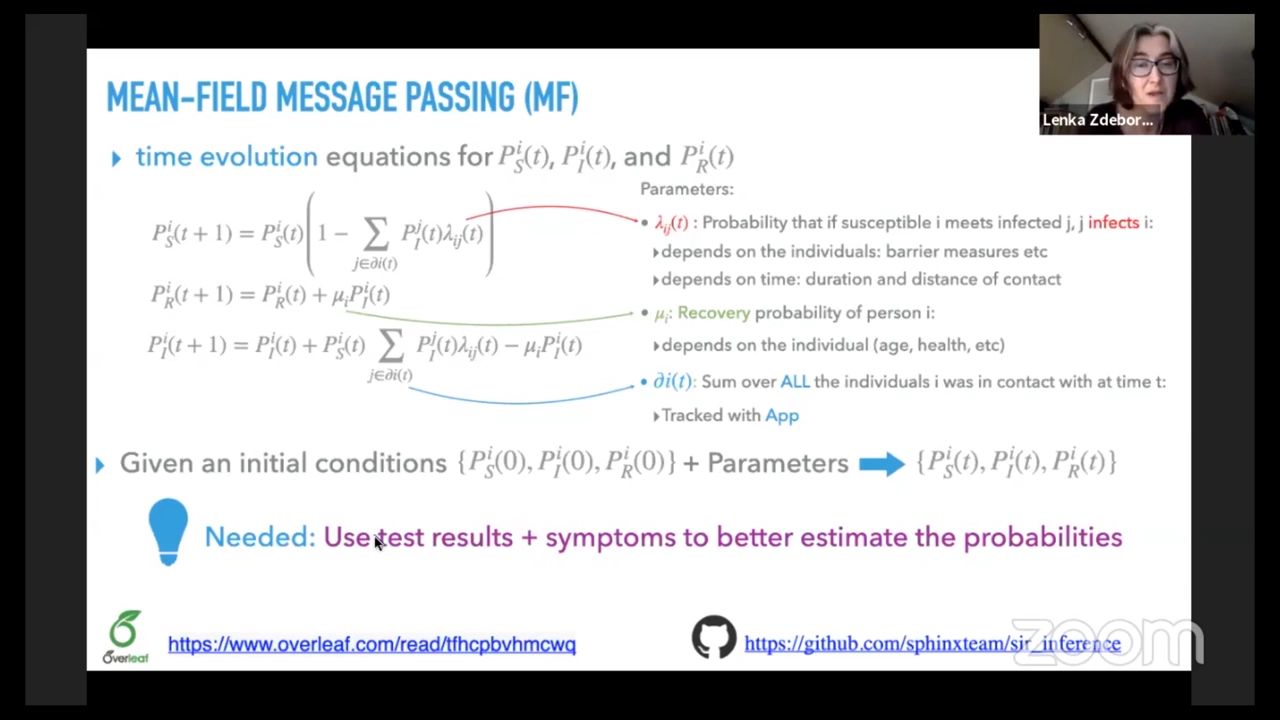 MEAN-FIELD MESSAGE PASSING (MF)
Lenka Zdebor...
▸ time evolution equations for P_S^i(t), P_I^i(t), and P_R^i(t)
P_S^i(t + 1) = P_S^i(t)(1 − ∑_{j∈∂i(t)} P_I^j(t)λ_{ij}(t))
P_R^i(t + 1) = P_R^i(t) + μ_i P_I^i(t)
P_I^i(t + 1) = P_I^i(t) + P_S^i(t) ∑_{j∈∂i(t)} P_I^j(t)λ_{ij}(t) − μ_i P_I^i(t)
Parameters:
• λ_{ij}(t) : Probability that if susceptible i meets infected j, j infects i:
▸depends on the individuals: barrier measures etc
▸depends on time: duration and distance of contact
• μ_i: Recovery probability of person i:
▸depends on the individual (age, health, etc)
• ∂i(t): Sum over ALL the individuals i was in contact with at time t:
▸Tracked with App
▸ Given an initial conditions {P_S^i(0), P_I^i(0), P_R^i(0)} + Parameters ➡ {P_S^i(t), P_I^i(t), P_R^i(t)}
Needed: Use test results + symptoms to better estimate the probabilities
Overleaf
https://www.overleaf.com/read/tfhcpbvhmcwq
https://github.com/sphinxteam/sir_inference
zoom